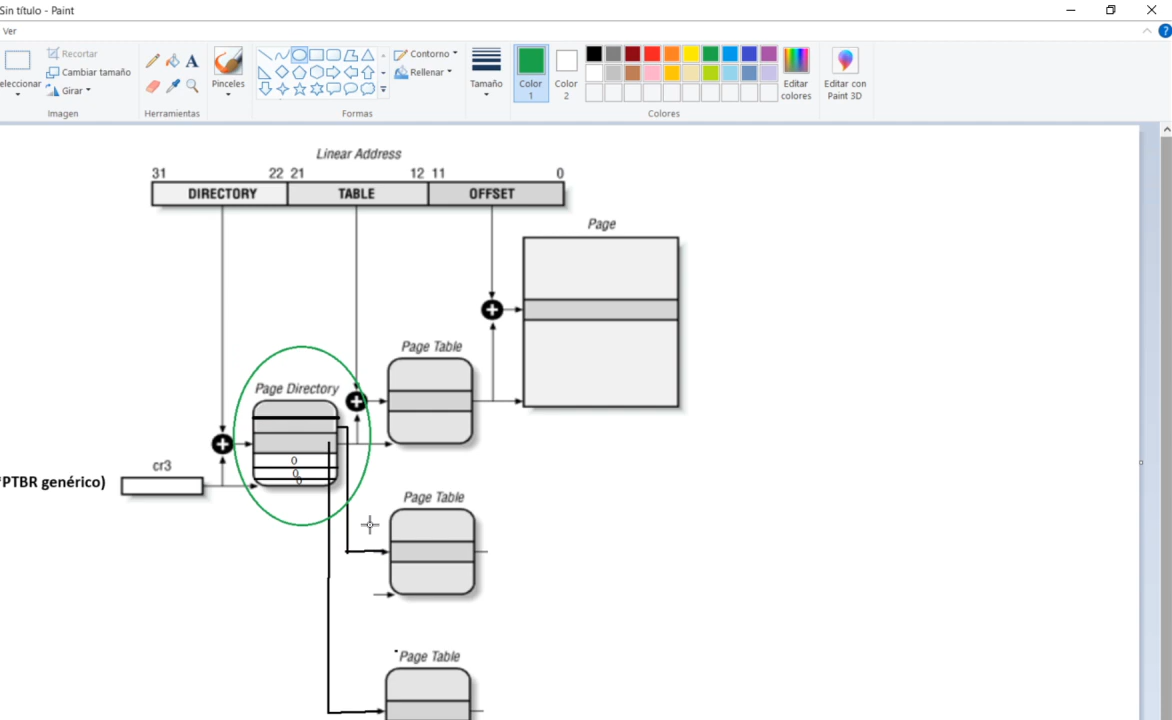 Sin título - Paint
Ver
eleccionar
Recortar
Cambiar tamaño
Girar
Imagen
A
Herramientas
Pinceles
Formas
Contorno
Rellenar
Tamaño
Color
1
Color
2
Colores
Editar
colores
Editar con
Paint 3D
Linear Address
31 22 21 12 11 0
DIRECTORY TABLE OFFSET
Page
Page Table
Page Directory
0
0
0
cr3
PTBR genérico)
Page Table
Page Table